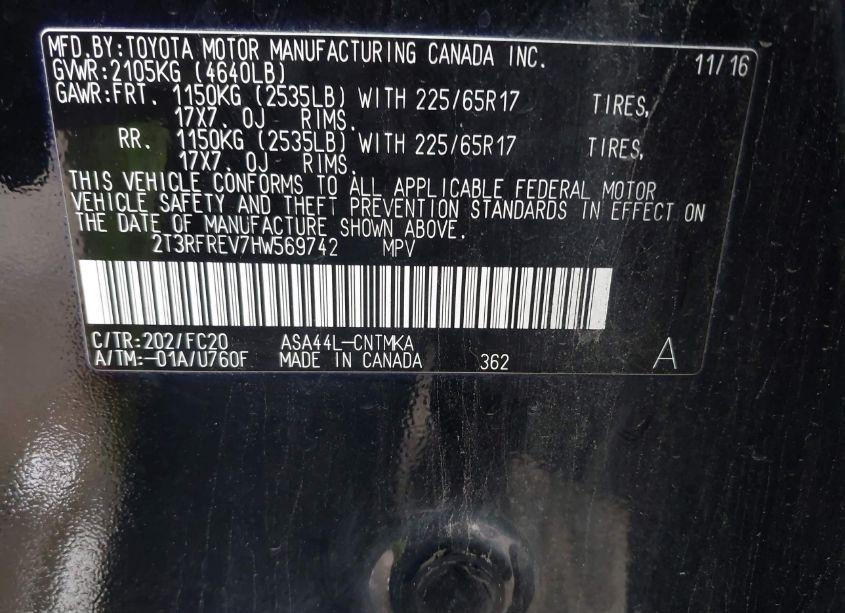 MFD.BY:TOYOTA MOTOR MANUFACTURING CANADA INC. 11/16
GVWR:2105KG (4640LB)
GAWR:FRT. 1150KG (2535LB) WITH 225/65R17 TIRES,
17X7. 0J RIMS.
RR. 1150KG (2535LB) WITH 225/65R17 TIRES,
17X7. 0J RIMS.
THIS VEHICLE CONFORMS TO ALL APPLICABLE FEDERAL MOTOR
VEHICLE SAFETY AND THEFT PREVENTION STANDARDS IN EFFECT ON
THE DATE OF MANUFACTURE SHOWN ABOVE.
2T3RFREV7HW569742 MPV
C/TR:202/FC20 ASA44L-CNTMKA
A/TM:-01A/U760F MADE IN CANADA 362 A